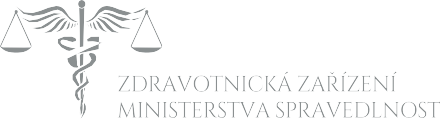 ZDRAVOTNICKÁ ZAŘÍZENÍ
MINISTERSTVA SPRAVEDLNOST